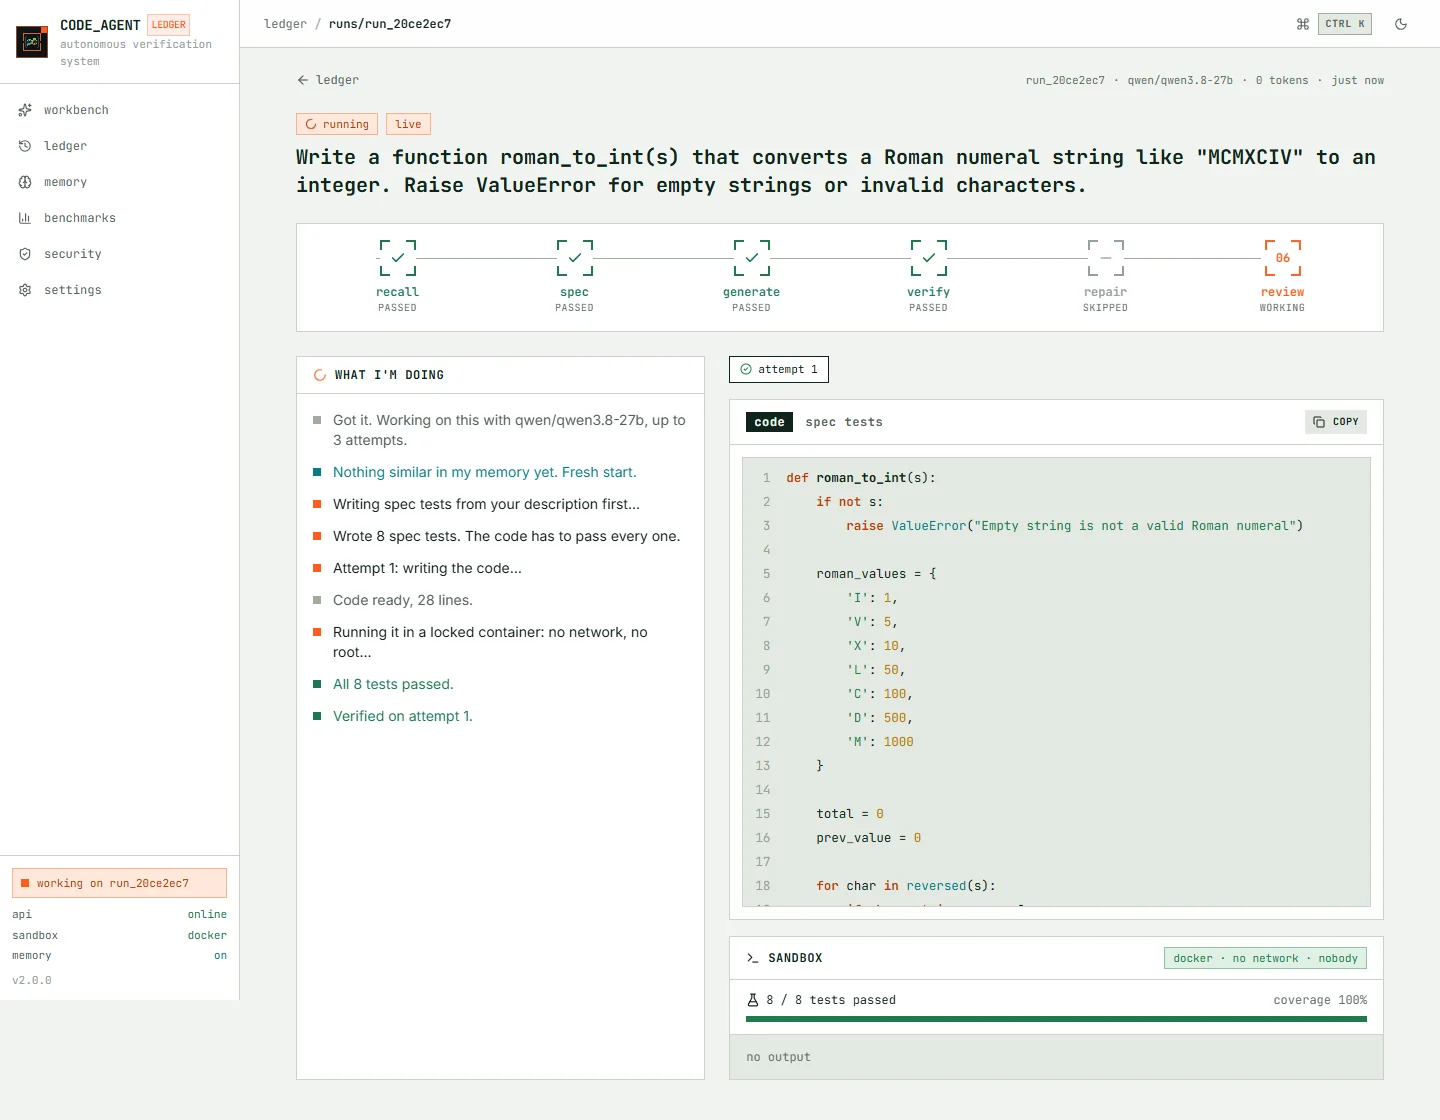 CODE_AGENT LEDGER
autonomous verification
system
workbench
ledger
memory
benchmarks
security
settings
working on run_20ce2ec7
api online
sandbox docker
memory on
v2.0.0
ledger / runs/run_20ce2ec7
⌘ CTRL K
← ledger
run_20ce2ec7 · qwen/qwen3.8-27b · 0 tokens · just now
running live
Write a function roman_to_int(s) that converts a Roman numeral string like "MCMXCIV" to an
integer. Raise ValueError for empty strings or invalid characters.
06
recall spec generate verify repair review
PASSED PASSED PASSED PASSED SKIPPED WORKING
WHAT I'M DOING
Got it. Working on this with qwen/qwen3.8-27b, up to
3 attempts.
Nothing similar in my memory yet. Fresh start.
Writing spec tests from your description first...
Wrote 8 spec tests. The code has to pass every one.
Attempt 1: writing the code...
Code ready, 28 lines.
Running it in a locked container: no network, no
root...
All 8 tests passed.
Verified on attempt 1.
attempt 1
code spec tests COPY
1 def roman_to_int(s):
2     if not s:
3         raise ValueError("Empty string is not a valid Roman numeral")
4
5     roman_values = {
6         'I': 1,
7         'V': 5,
8         'X': 10,
9         'L': 50,
10         'C': 100,
11         'D': 500,
12         'M': 1000
13     }
14
15     total = 0
16     prev_value = 0
17
18     for char in reversed(s):
SANDBOX docker · no network · nobody
8 / 8 tests passed coverage 100%
no output